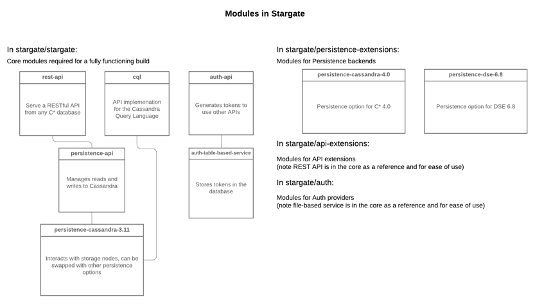 Modules in Stargate
In stargate/stargate:
Core modules required for a fully functioning build
rest-api
Serve a RESTful API
from any C* database
cql
API implemenation
for the Cassandra
Query Language
auth-api
Generates tokens to
use other APIs
persistence-api
Manages reads and
writes to Cassandra
auth-table-based-service
Stores tokens in the
database
persistence-cassandra-3.11
Interacts with storage nodes, can be
swapped with other persistence
options
In stargate/persistence-extensions:
Modules for Persistence backends
persistence-cassandra-4.0
Persistence option for C* 4.0
persistence-dse-6.8
Persistence option for DSE 6.8
In stargate/api-extensions:
Modules for API extensions
(note REST API is in the core as a reference and for ease of use)
In stargate/auth:
Modules for Auth providers
(note file-based service is in the core as a reference and for ease of use)